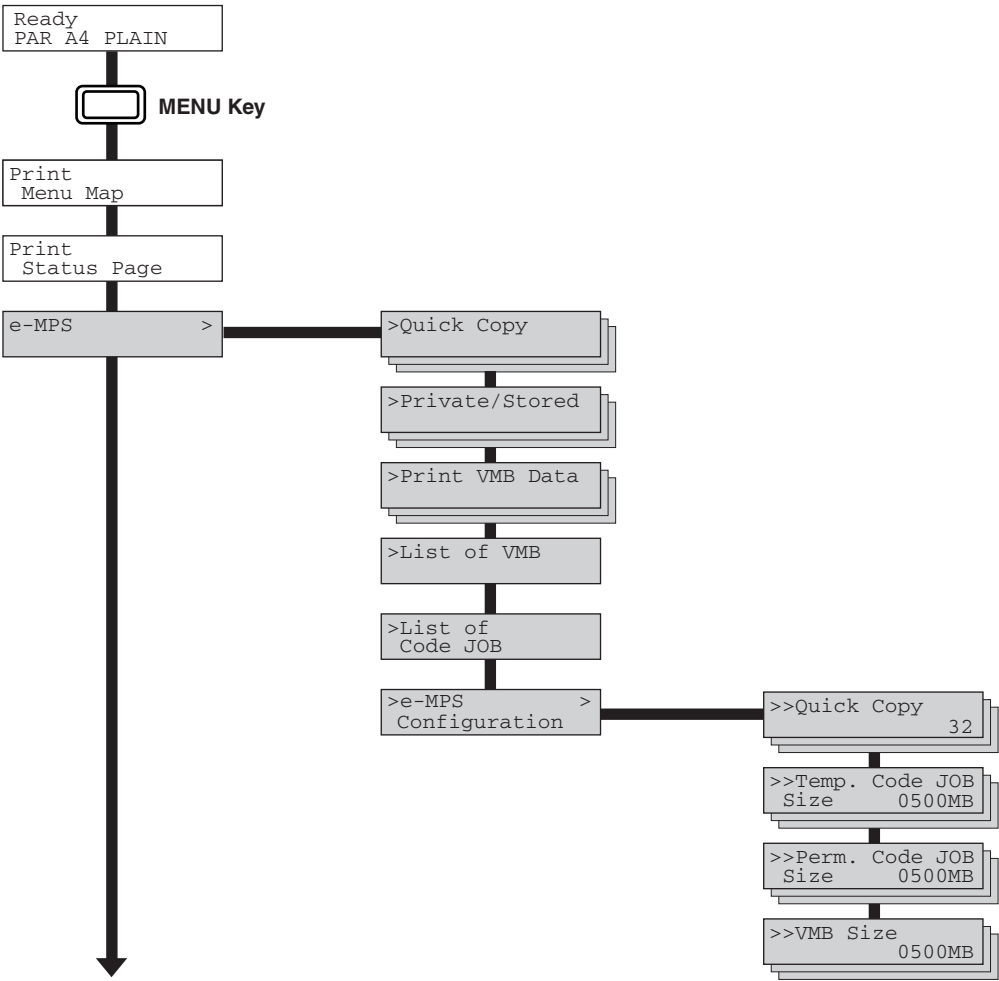 Ready
PAR A4 PLAIN
MENU Key
Print
Menu Map
Print
Status Page
e-MPS >
>Quick Copy
>Private/Stored
>Print VMB Data
>List of VMB
>List of
Code JOB
>e-MPS >
Configuration
>>Quick Copy
32
>>Temp. Code JOB
Size 0500MB
>>Perm. Code JOB
Size 0500MB
>>VMB Size
0500MB